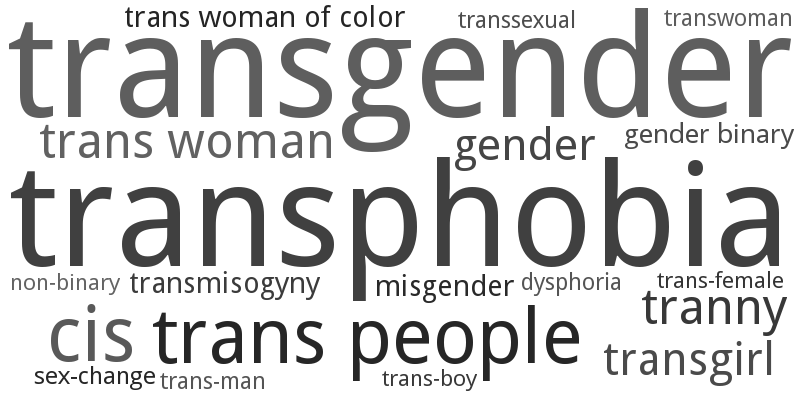 trans woman of color
transsexual
transwoman
transgender
trans woman
gender
gender binary
transphobia
non-binary
transmisogyny
misgender
dysphoria
trans-female
tranny
cis
trans people
transgirl
sex-change
trans-man
trans-boy